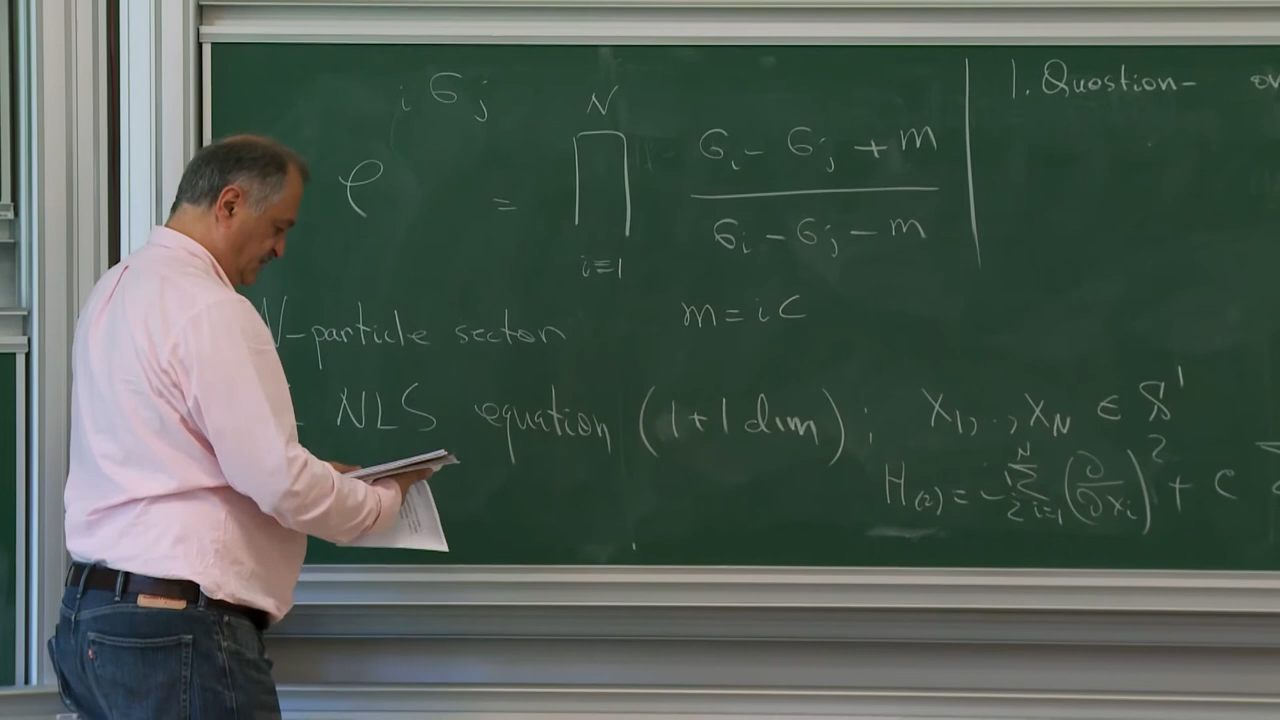 e^{iσ_j} = ∏_{i=1}^{N} (σ_i - σ_j + m)/(σ_i - σ_j - m)
1. Question-
m = ic
N-particle sector
NLS equation (1+1 dim); x_1, .., x_N ∈ S^1
H_{(2)} = -1/2 Σ_{i=1}^{N} (∂/∂x_i)^2 + c